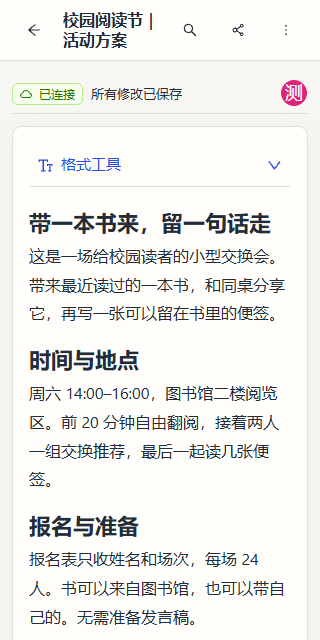 校园阅读节 |
活动方案
已连接 所有修改已保存 测
格式工具
带一本书来，留一句话走
这是一场给校园读者的小型交换会。
带来最近读过的一本书，和同桌分享
它，再写一张可以留在书里的便签。
时间与地点
周六 14:00–16:00，图书馆二楼阅览
区。前 20 分钟自由翻阅，接着两人
一组交换推荐，最后一起读几张便
签。
报名与准备
报名表只收姓名和场次，每场 24
人。书可以来自图书馆，也可以带自
己的。无需准备发言稿。